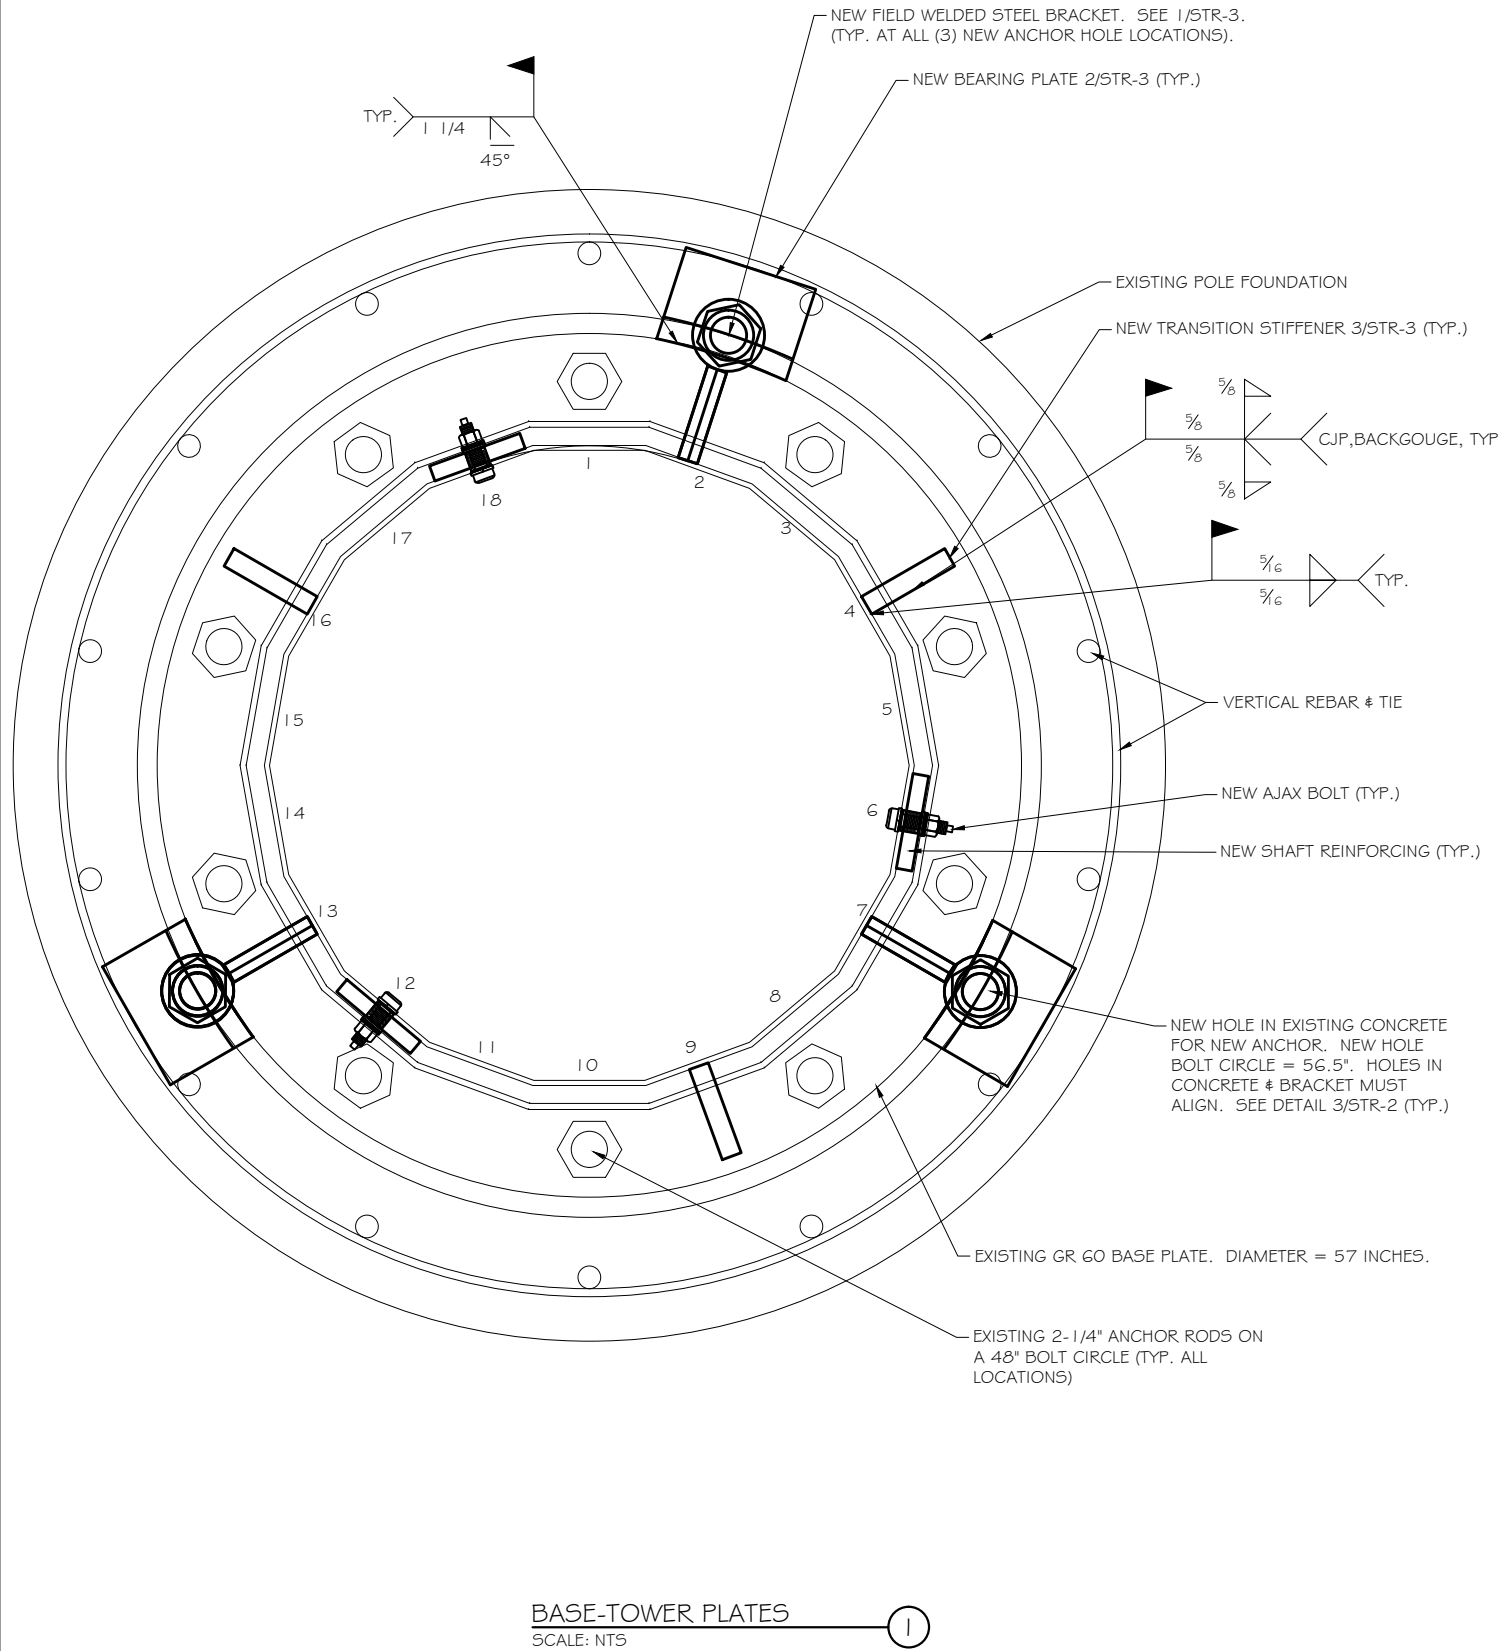 NEW FIELD WELDED STEEL BRACKET. SEE 1/STR-3.
(TYP. AT ALL (3) NEW ANCHOR HOLE LOCATIONS).
NEW BEARING PLATE 2/STR-3 (TYP.)
TYP.
1 1/4
45°
EXISTING POLE FOUNDATION
NEW TRANSITION STIFFENER 3/STR-3 (TYP.)
5/8
5/8
5/8
5/8
CJP,BACKGOUGE, TYP
5/16
5/16
TYP.
VERTICAL REBAR & TIE
NEW AJAX BOLT (TYP.)
NEW SHAFT REINFORCING (TYP.)
NEW HOLE IN EXISTING CONCRETE
FOR NEW ANCHOR. NEW HOLE
BOLT CIRCLE = 56.5". HOLES IN
CONCRETE & BRACKET MUST
ALIGN. SEE DETAIL 3/STR-2 (TYP.)
EXISTING GR 60 BASE PLATE. DIAMETER = 57 INCHES.
EXISTING 2-1/4" ANCHOR RODS ON
A 48" BOLT CIRCLE (TYP. ALL
LOCATIONS)
1
2
3
4
5
6
7
8
9
10
11
12
13
14
15
16
17
18
BASE-TOWER PLATES
SCALE: NTS
1